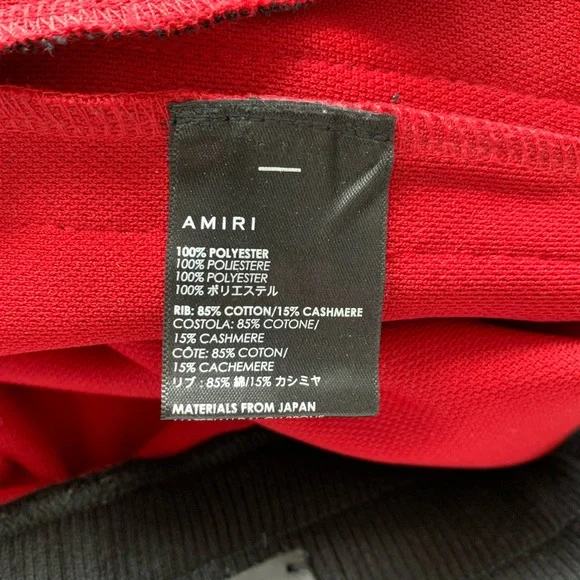 AMIRI
100% POLYESTER
100% POLIESTERE
100% POLYESTER
100% ポリエステル
RIB: 85% COTTON/15% CASHMERE
COSTOLA: 85% COTONE/
15% CASHMERE
CÔTE: 85% COTON/
15% CACHEMERE
リブ : 85% 綿/15% カシミヤ
MATERIALS FROM JAPAN